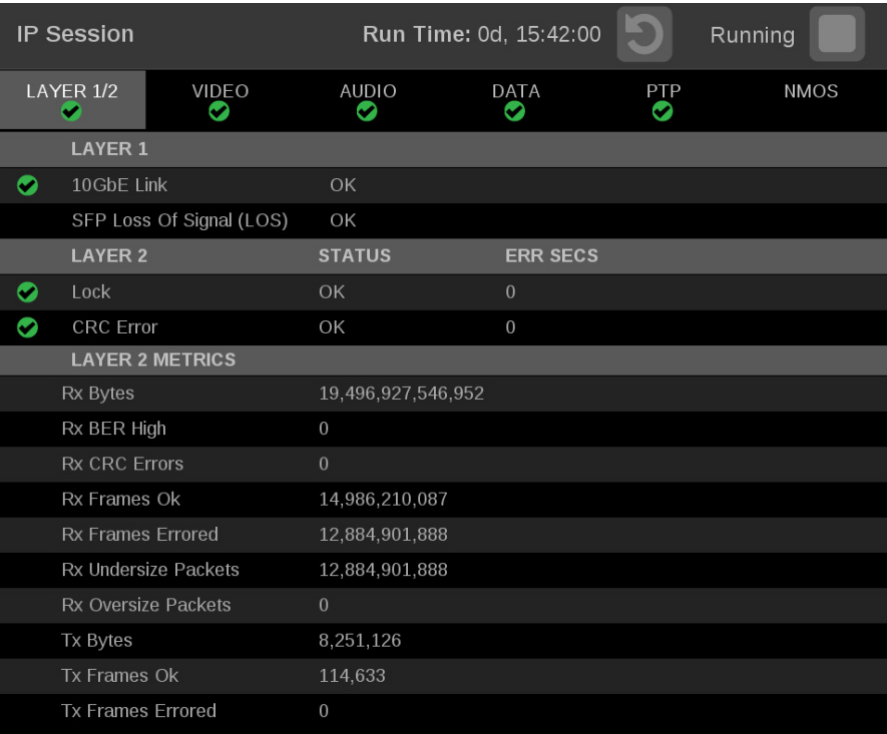 IP Session Run Time: 0d, 15:42:00 Running
LAYER 1/2 VIDEO AUDIO DATA PTP NMOS
LAYER 1
10GbE Link OK
SFP Loss Of Signal (LOS) OK
LAYER 2 STATUS ERR SECS
Lock OK 0
CRC Error OK 0
LAYER 2 METRICS
Rx Bytes 19,496,927,546,952
Rx BER High 0
Rx CRC Errors 0
Rx Frames Ok 14,986,210,087
Rx Frames Errored 12,884,901,888
Rx Undersize Packets 12,884,901,888
Rx Oversize Packets 0
Tx Bytes 8,251,126
Tx Frames Ok 114,633
Tx Frames Errored 0